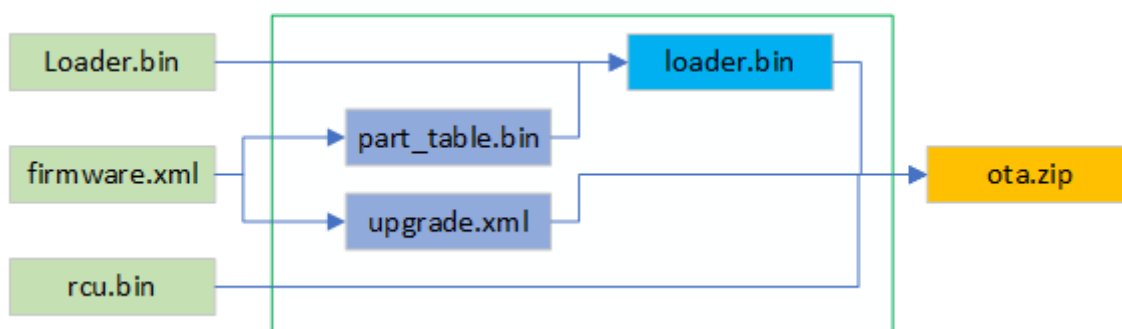 Loader.bin
loader.bin
part_table.bin
firmware.xml
ota.zip
upgrade.xml
rcu.bin